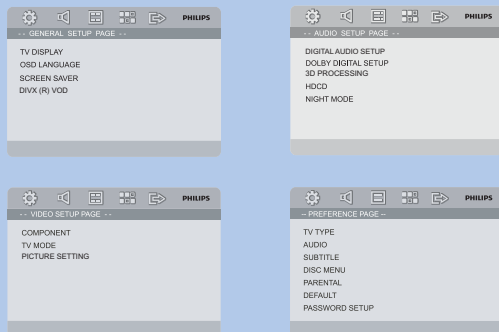 PHILIPS
- - GENERAL SETUP PAGE - -
TV DISPLAY
OSD LANGUAGE
SCREEN SAVER
DIVX (R) VOD
PHILIPS
- - AUDIO SETUP PAGE - -
DIGITAL AUDIO SETUP
DOLBY DIGITAL SETUP
3D PROCESSING
HDCD
NIGHT MODE
PHILIPS
- - VIDEO SETUP PAGE - -
COMPONENT
TV MODE
PICTURE SETTING
PHILIPS
-- PREFERENCE PAGE --
TV TYPE
AUDIO
SUBTITLE
DISC MENU
PARENTAL
DEFAULT
PASSWORD SETUP